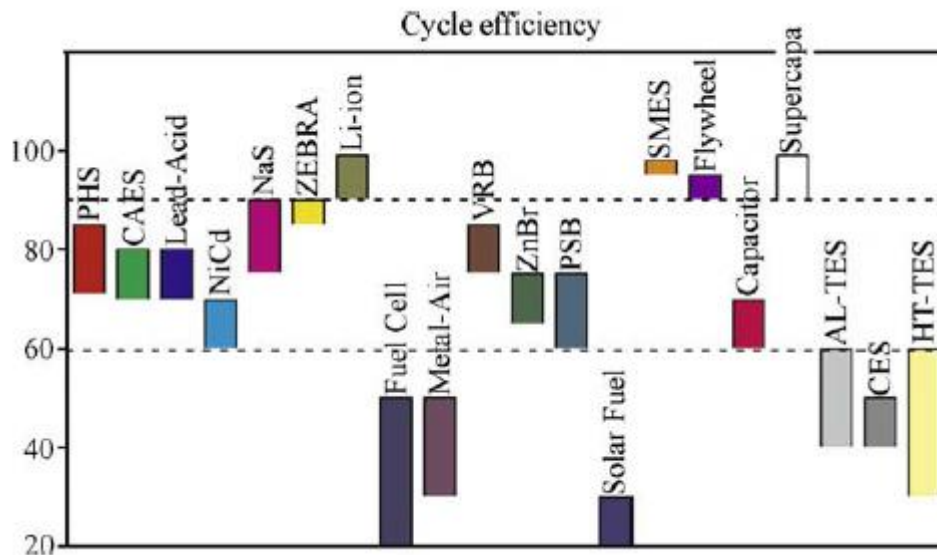 Cycle efficiency
100
80
60
40
20
PHS
CAES
Lead-Acid
NiCd
NaS
ZEBRA
Li-ion
Fuel Cell
Metal-Air
VRB
ZnBr
PSB
Solar Fuel
SMES
Flywheel
Capacitor
Supercapa
AL-TES
CES
HT-TES